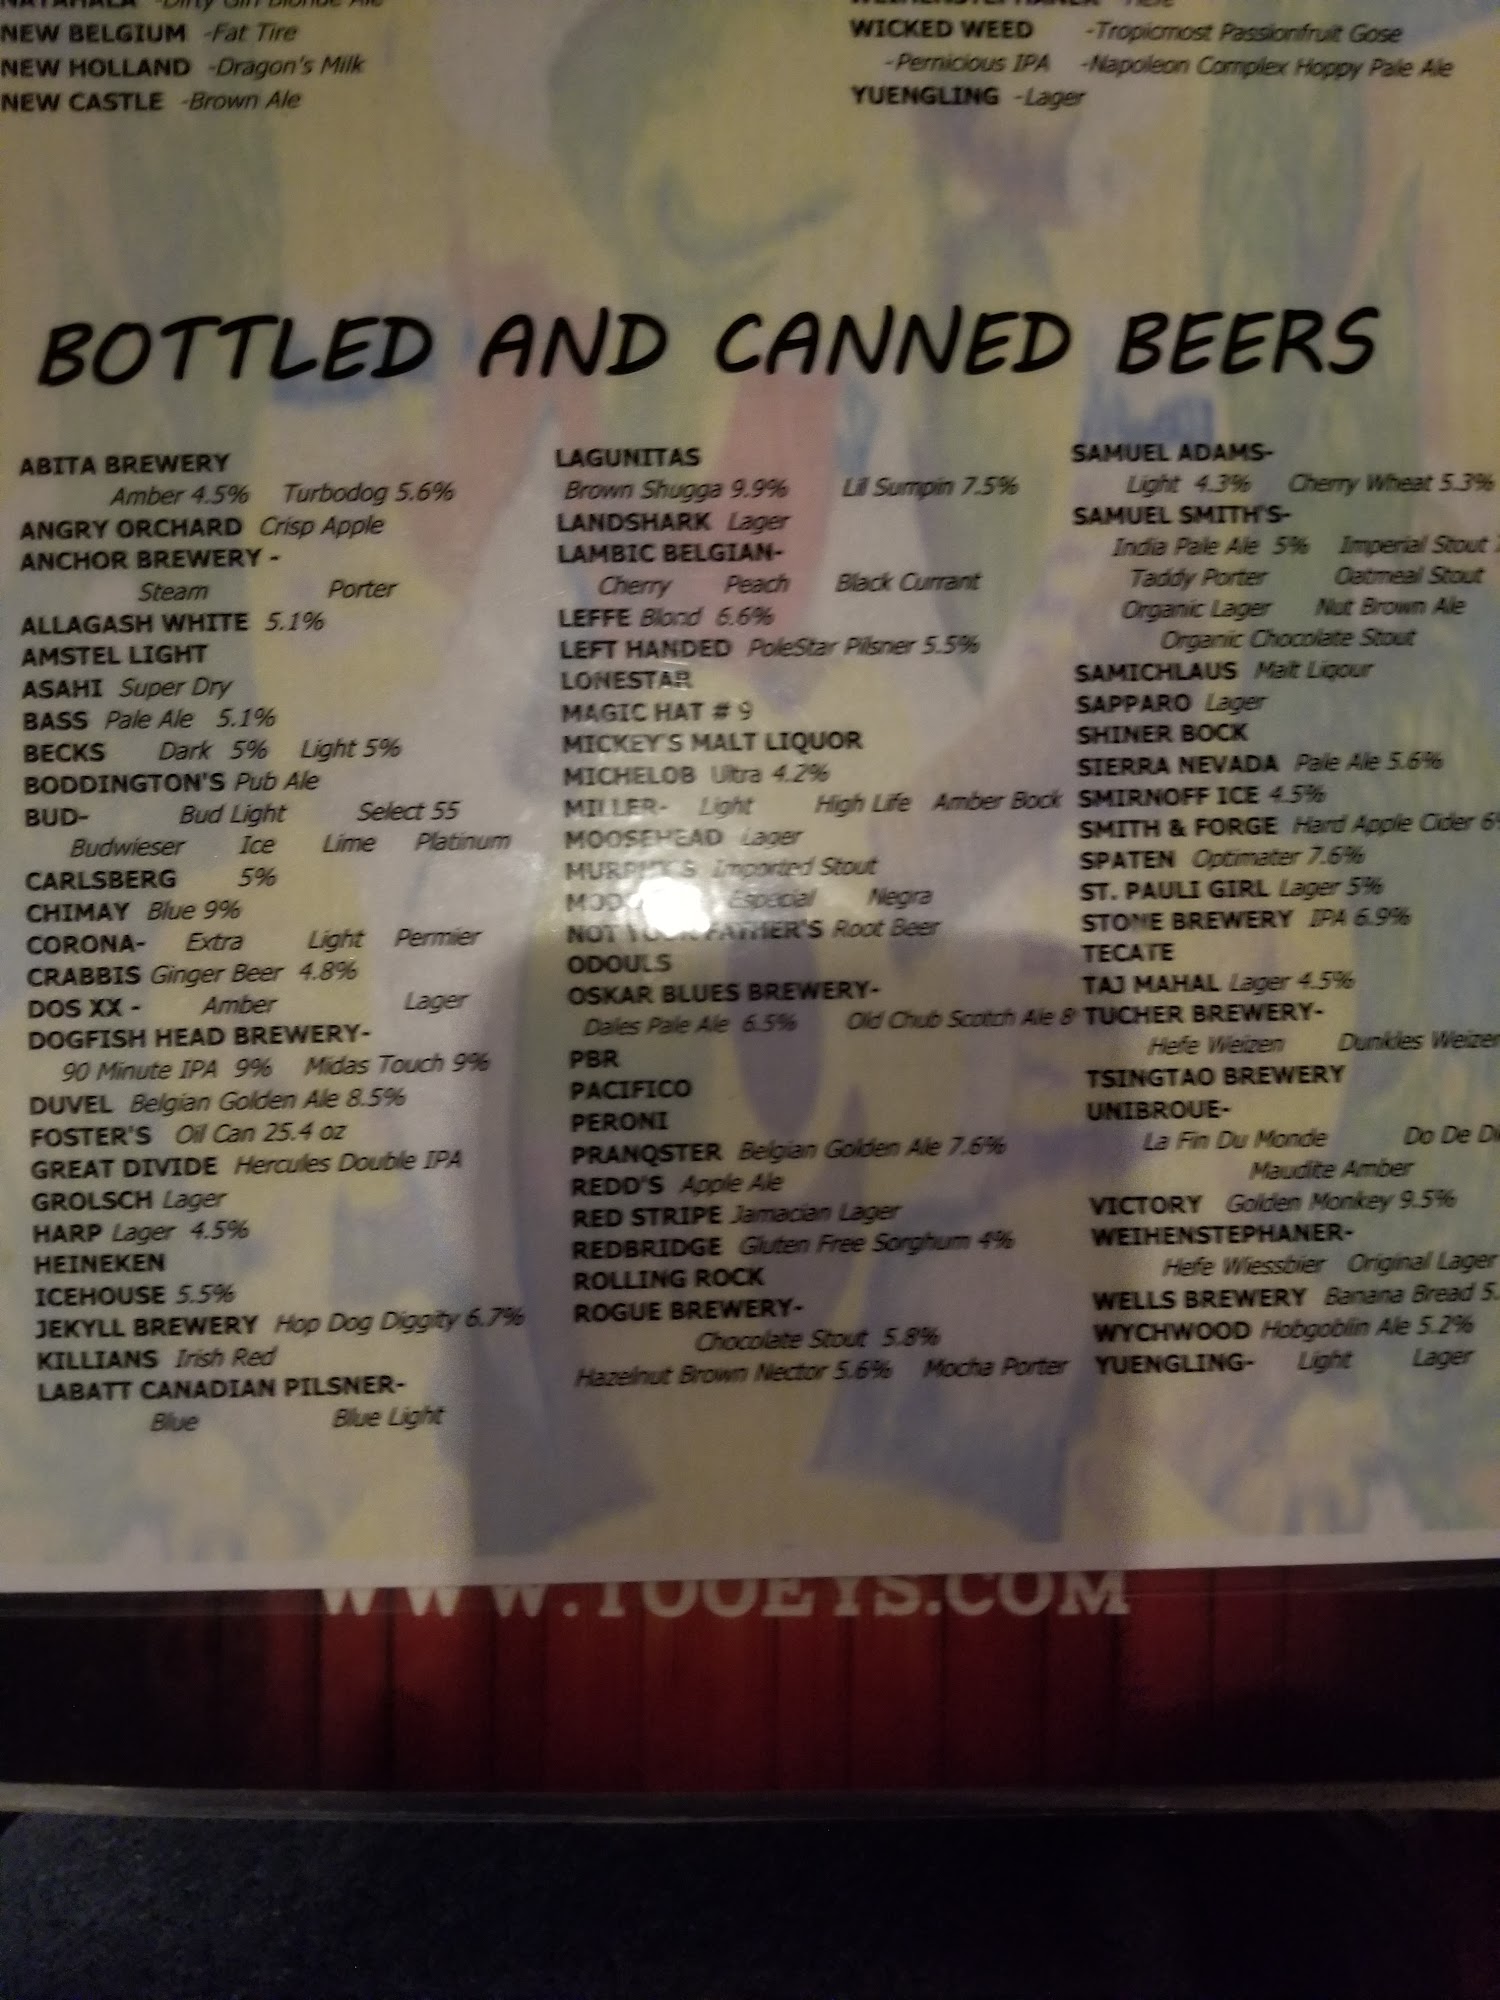 -Dirty Girl Blonde Ale
NEW BELGIUM -Fat Tire
NEW HOLLAND -Dragon's Milk
NEW CASTLE -Brown Ale
WEIHENSTEPHANER -Hefe
WICKED WEED -Tropicmost Passionfruit Gose
-Pernicious IPA -Napoleon Complex Hoppy Pale Ale
YUENGLING -Lager
BOTTLED AND CANNED BEERS
ABITA BREWERY
Amber 4.5% Turbodog 5.6%
ANGRY ORCHARD Crisp Apple
ANCHOR BREWERY -
Steam Porter
ALLAGASH WHITE 5.1%
AMSTEL LIGHT
ASAHI Super Dry
BASS Pale Ale 5.1%
BECKS Dark 5% Light 5%
BODDINGTON'S Pub Ale
BUD- Bud Light Select 55
Budwieser Ice Lime Platinum
CARLSBERG 5%
CHIMAY Blue 9%
CORONA- Extra Light Permier
CRABBIS Ginger Beer 4.8%
DOS XX - Amber Lager
DOGFISH HEAD BREWERY-
90 Minute IPA 9% Midas Touch 9%
DUVEL Belgian Golden Ale 8.5%
FOSTER'S Oil Can 25.4 oz
GREAT DIVIDE Hercules Double IPA
GROLSCH Lager
HARP Lager 4.5%
HEINEKEN
ICEHOUSE 5.5%
JEKYLL BREWERY Hop Dog Diggity 6.7%
KILLIANS Irish Red
LABATT CANADIAN PILSNER-
Blue Blue Light
LAGUNITAS
Brown Shugga 9.9% Lil Sumpin 7.5%
LANDSHARK Lager
LAMBIC BELGIAN-
Cherry Peach Black Currant
LEFFE Blond 6.6%
LEFT HANDED PoleStar Pilsner 5.5%
LONESTAR
MAGIC HAT # 9
MICKEY'S MALT LIQUOR
MICHELOB Ultra 4.2%
MILLER- Light High Life Amber Bock
MOOSEHEAD Lager
MURPHY'S Imported Stout
Especial Negra
NOT YOUR FATHER'S Root Beer
ODOULS
OSKAR BLUES BREWERY-
Dales Pale Ale 6.5% Old Chub Scotch Ale 8
PBR
PACIFICO
PERONI
PRANQSTER Belgian Golden Ale 7.6%
REDD'S Apple Ale
RED STRIPE Jamacian Lager
REDBRIDGE Gluten Free Sorghum 4%
ROLLING ROCK
ROGUE BREWERY-
Chocolate Stout 5.8%
Hazelnut Brown Nector 5.6% Mocha Porter
SAMUEL ADAMS-
Light 4.3% Cherry Wheat 5.3%
SAMUEL SMITH'S-
India Pale Ale 5% Imperial Stout
Taddy Porter Oatmeal Stout
Organic Lager Nut Brown Ale
Organic Chocolate Stout
SAMICHLAUS Malt Liqour
SAPPARO Lager
SHINER BOCK
SIERRA NEVADA Pale Ale 5.6%
SMIRNOFF ICE 4.5%
SMITH & FORGE Hard Apple Cider 6
SPATEN Optimater 7.6%
ST. PAULI GIRL Lager 5%
STONE BREWERY IPA 6.9%
TECATE
TAJ MAHAL Lager 4.5%
TUCHER BREWERY-
Hefe Weizen Dunkles Weizen
TSINGTAO BREWERY
UNIBROUE-
La Fin Du Monde Do De
Maudite Amber
VICTORY Golden Monkey 9.5%
WEIHENSTEPHANER-
Hefe Wiessbier Original Lager
WELLS BREWERY Banana Bread 5.
WYCHWOOD Hobgoblin Ale 5.2%
YUENGLING- Light Lager
WWW.TOOEYS.COM